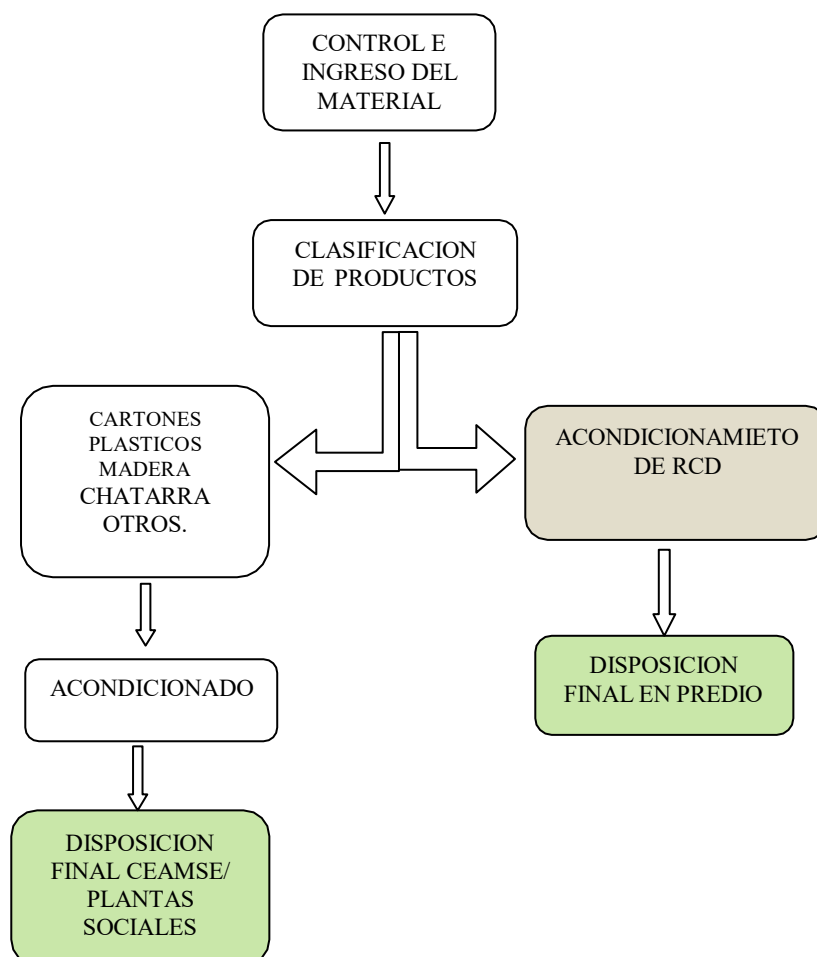 CONTROL E
INGRESO DEL
MATERIAL
CLASIFICACION
DE PRODUCTOS
CARTONES
PLASTICOS
MADERA
CHATARRA
OTROS.
ACONDICIONAMIETO
DE RCD
ACONDICIONADO
DISPOSICION
FINAL EN PREDIO
DISPOSICION
FINAL CEAMSE/
PLANTAS
SOCIALES